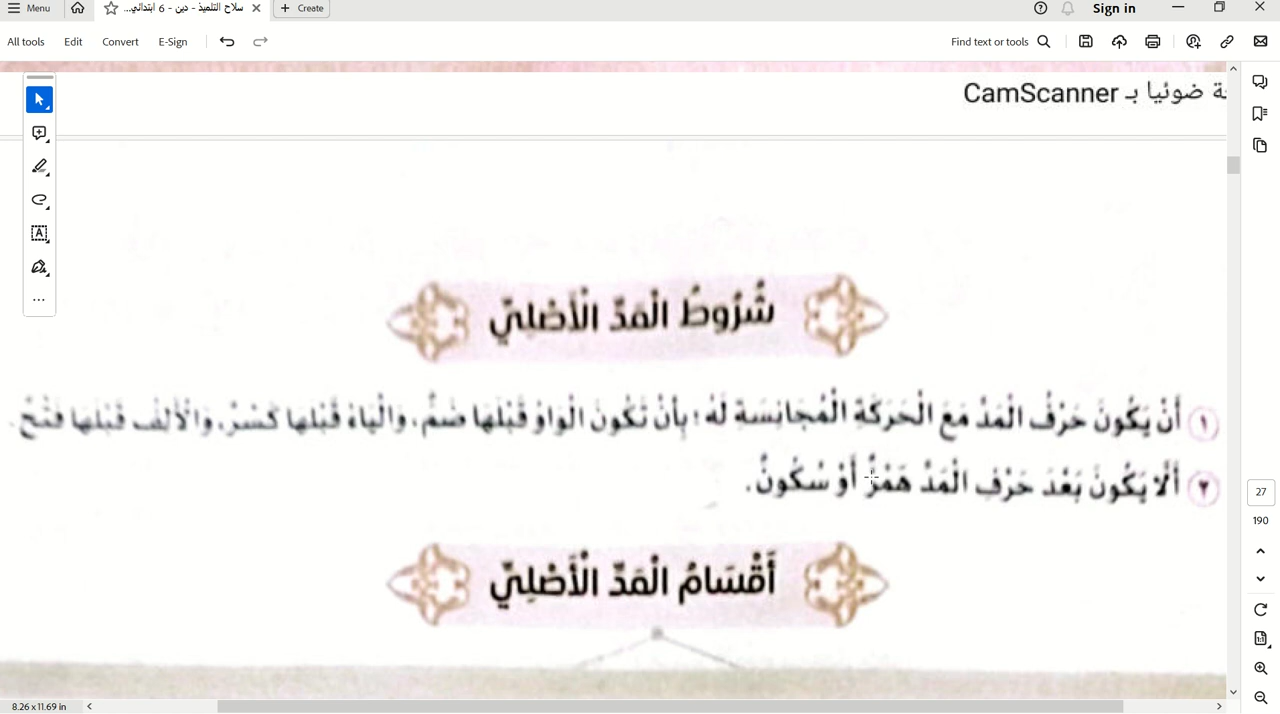 Menu
سلاح التلميذ - دين - 6 ابتدائي...
Create
Sign in
All tools
Edit
Convert
E-Sign
Find text or tools
ة ضوئيا بـ CamScanner
شُرُوطُ الْمَدِّ الْأَصْلِيِّ
١ أَنْ يَكُونَ حَرْفُ الْمَدِّ مَعَ الْحَرَكَةِ الْمُجَانِسَةِ لَهُ؛ بِأَنْ تَكُونَ الْوَاوُ قَبْلَهَا ضَمٌّ، وَالْيَاءُ قَبْلَهَا كَسْرٌ، وَالْأَلِفُ قَبْلَهَا فَتْحٌ.
٢ أَلَّا يَكُونَ بَعْدَ حَرْفِ الْمَدِّ هَمْزٌ أَوْ سُكُونٌ.
أَقْسَامُ الْمَدِّ الْأَصْلِيِّ
27
190
8.26 x 11.69 in